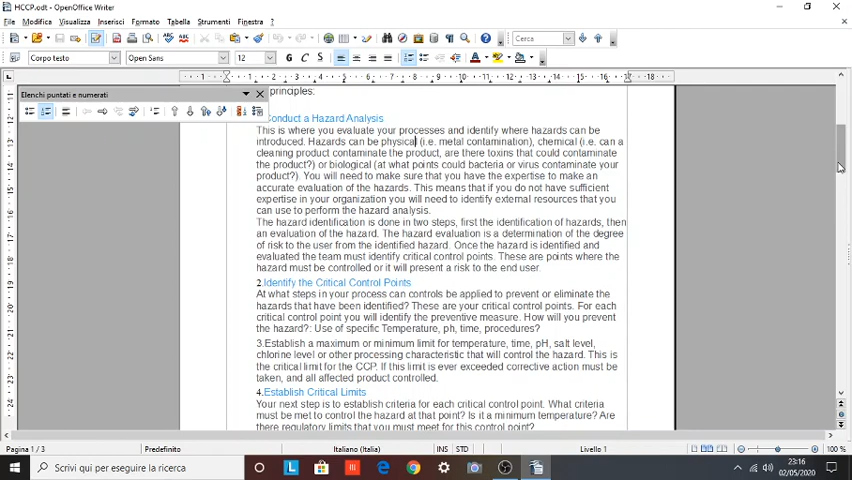 HCCP.odt - OpenOffice Writer
File Modifica Visualizza Inserisci Formato Tabella Strumenti Finestra ?
Cerca
Corpo testo Open Sans 12 G C S
Elenchi puntati e numerati
principles:
Conduct a Hazard Analysis
This is where you evaluate your processes and identify where hazards can be
introduced. Hazards can be physical (i.e. metal contamination), chemical (i.e. can a
cleaning product contaminate the product, are there toxins that could contaminate
the product?) or biological (at what points could bacteria or virus contaminate your
product?). You will need to make sure that you have the expertise to make an
accurate evaluation of the hazards. This means that if you do not have sufficient
expertise in your organization you will need to identify external resources that you
can use to perform the hazard analysis.
The hazard identification is done in two steps, first the identification of hazards, then
an evaluation of the hazard. The hazard evaluation is a determination of the degree
of risk to the user from the identified hazard. Once the hazard is identified and
evaluated the team must identify critical control points. These are points where the
hazard must be controlled or it will present a risk to the end user.
2.Identify the Critical Control Points
At what steps in your process can controls be applied to prevent or eliminate the
hazards that have been identified? These are your critical control points. For each
critical control point you will identify the preventive measure. How will you prevent
the hazard?: Use of specific Temperature, ph, time, procedures?
3.Establish a maximum or minimum limit for temperature, time, pH, salt level,
chlorine level or other processing characteristic that will control the hazard. This is
the critical limit for the CCP. If this limit is ever exceeded corrective action must be
taken, and all affected product controlled.
4.Establish Critical Limits
Your next step is to establish criteria for each critical control point. What criteria
must be met to control the hazard at that point? Is it a minimum temperature? Are
there regulatory limits that you must meet for this control point?
Pagina 1 / 3 Predefinito Italiano (Italia) INS STD Livello 1 100 %
Scrivi qui per eseguire la ricerca
23:16
02/05/2020